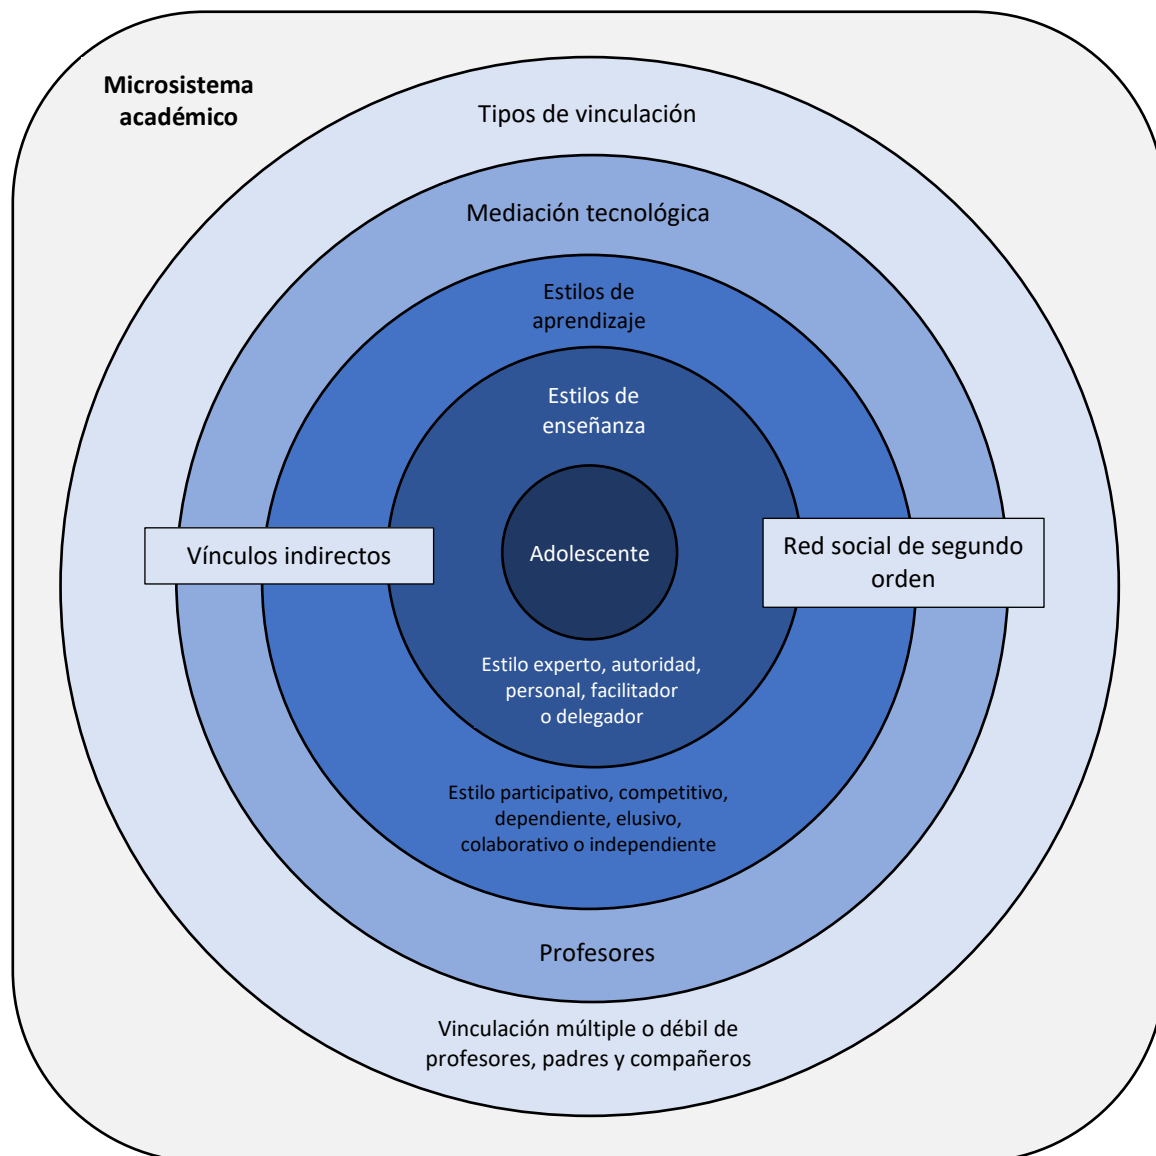 Microsistema
académico
Tipos de vinculación
Mediación tecnológica
Estilos de
aprendizaje
Estilos de
enseñanza
Vínculos indirectos
Adolescente
Red social de segundo
orden
Estilo experto, autoridad,
personal, facilitador
o delegador
Estilo participativo, competitivo,
dependiente, elusivo,
colaborativo o independiente
Profesores
Vinculación múltiple o débil de
profesores, padres y compañeros